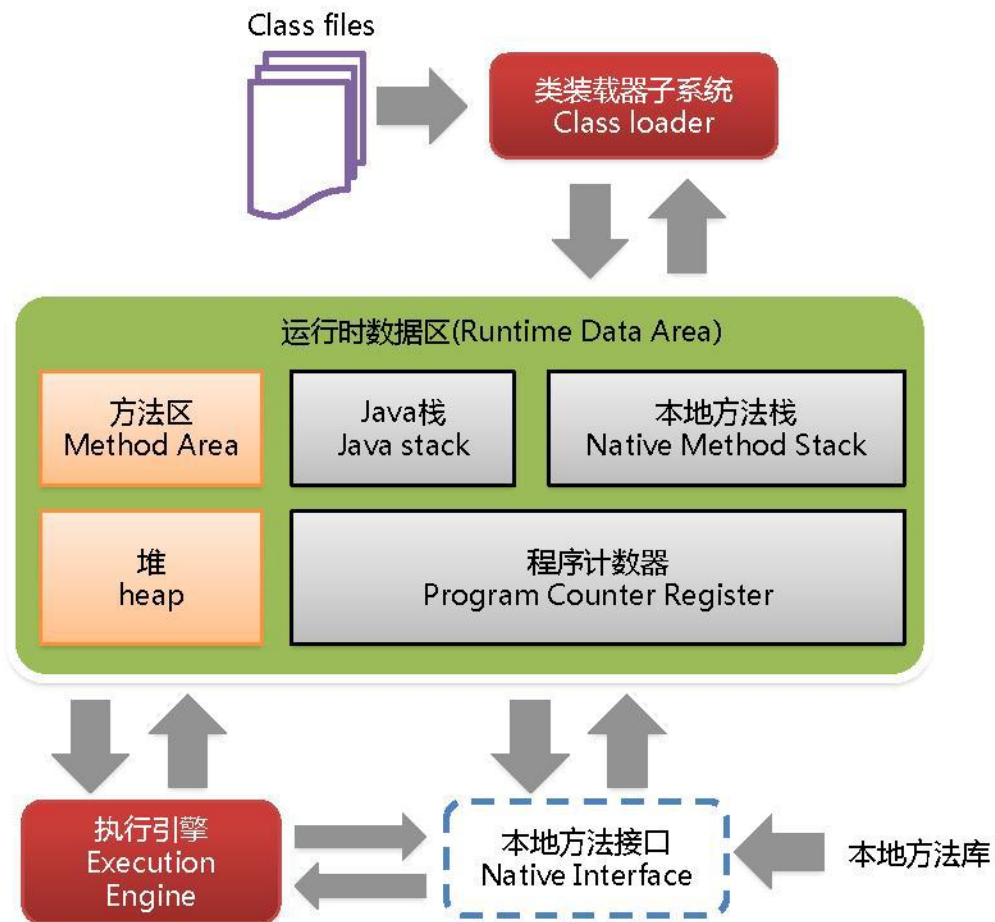 Class files
类装载器子系统
Class loader
运行时数据区(Runtime Data Area)
方法区
Method Area
Java栈
Java stack
本地方法栈
Native Method Stack
堆
heap
程序计数器
Program Counter Register
执行引擎
Execution
Engine
本地方法接口
Native Interface
本地方法库